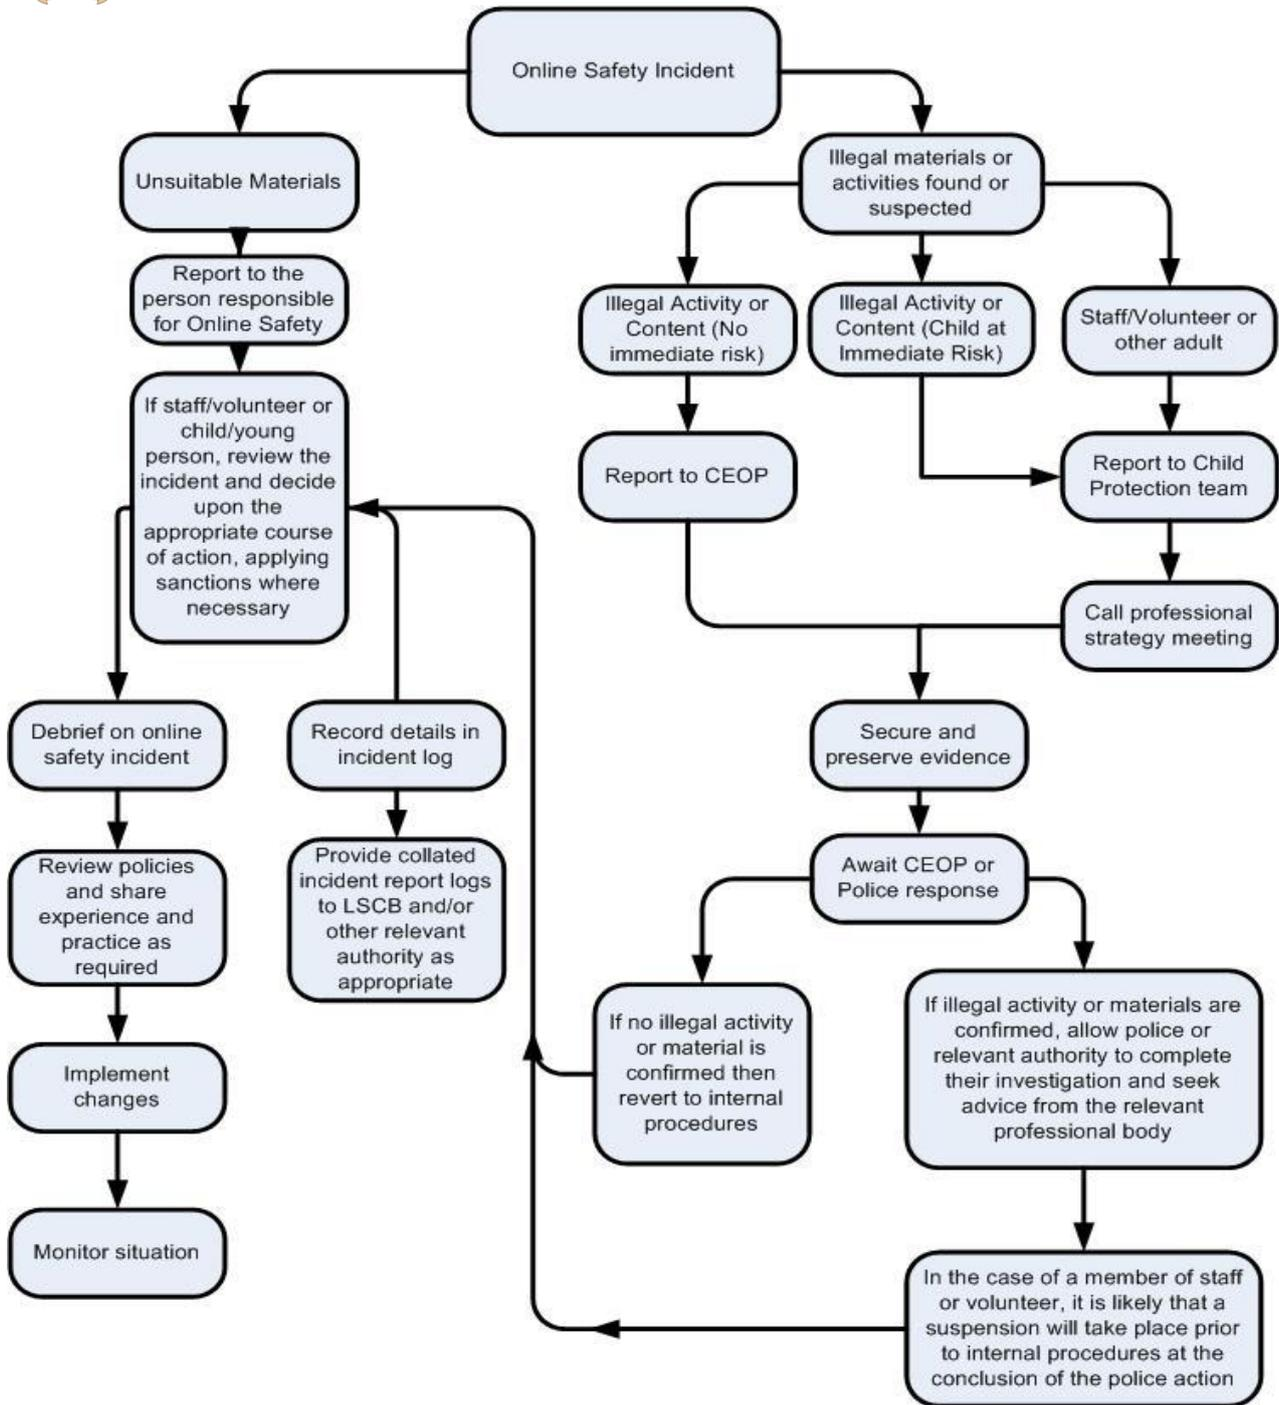 Online Safety Incident
Unsuitable Materials
Report to the
person responsible
for Online Safety
If staff/volunteer or
child/young
person, review the
incident and decide
upon the
appropriate course
of action, applying
sanctions where
necessary
Debrief on online
safety incident
Review policies
and share
experience and
practice as
required
Implement
changes
Monitor situation
Record details in
incident log
Provide collated
incident report logs
to LSCB and/or
other relevant
authority as
appropriate
Illegal materials or
activities found or
suspected
Illegal Activity or
Content (No
immediate risk)
Illegal Activity or
Content (Child at
Immediate Risk)
Staff/Volunteer or
other adult
Report to CEOP
Report to Child
Protection team
Call professional
strategy meeting
Secure and
preserve evidence
Await CEOP or
Police response
If no illegal activity
or material is
confirmed then
revert to internal
procedures
If illegal activity or materials are
confirmed, allow police or
relevant authority to complete
their investigation and seek
advice from the relevant
professional body
In the case of a member of staff
or volunteer, it is likely that a
suspension will take place prior
to internal procedures at the
conclusion of the police action